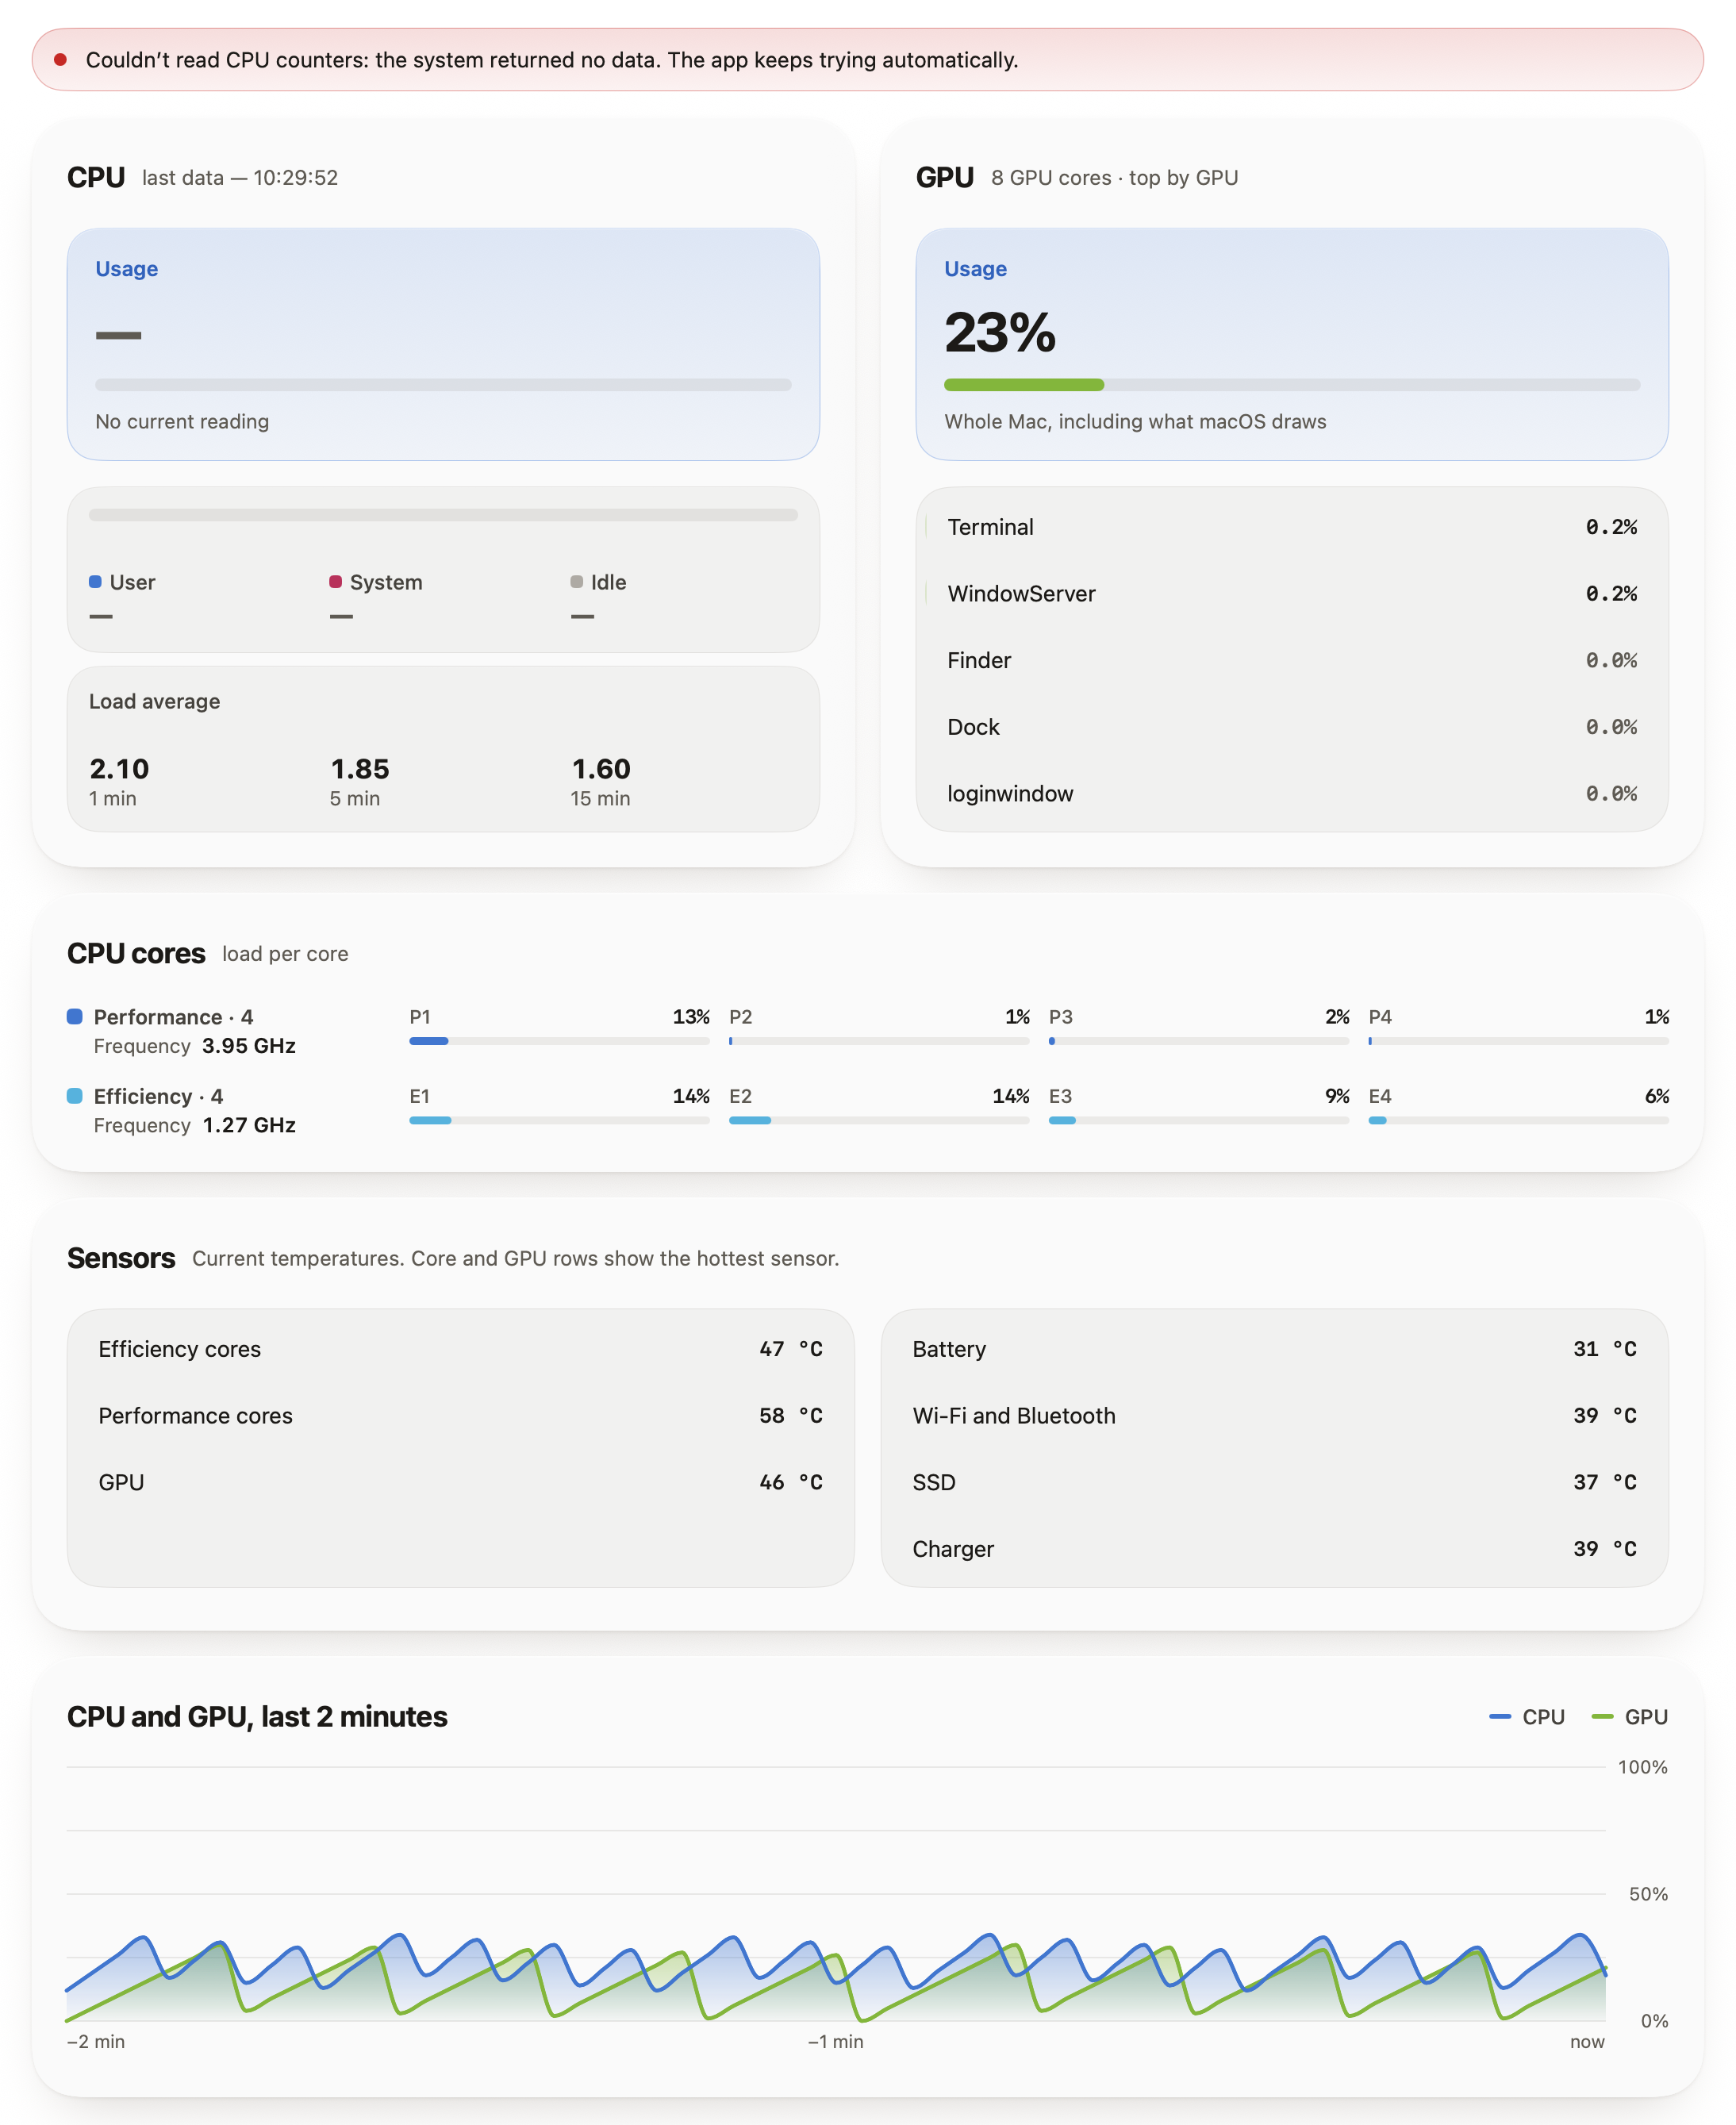 Couldn’t read CPU counters: the system returned no data. The app keeps trying automatically.
CPU last data — 10:29:52
Usage
—
No current reading
User System Idle
— — —
Load average
2.10 1.85 1.60
1 min 5 min 15 min
GPU 8 GPU cores · top by GPU
Usage
23%
Whole Mac, including what macOS draws
Terminal 0.2%
WindowServer 0.2%
Finder 0.0%
Dock 0.0%
loginwindow 0.0%
CPU cores load per core
Performance · 4 P1 13% P2 1% P3 2% P4 1%
Frequency 3.95 GHz
Efficiency · 4 E1 14% E2 14% E3 9% E4 6%
Frequency 1.27 GHz
Sensors Current temperatures. Core and GPU rows show the hottest sensor.
Efficiency cores 47 °C
Performance cores 58 °C
GPU 46 °C
Battery 31 °C
Wi-Fi and Bluetooth 39 °C
SSD 37 °C
Charger 39 °C
CPU and GPU, last 2 minutes CPU GPU
100%
50%
0%
−2 min −1 min now